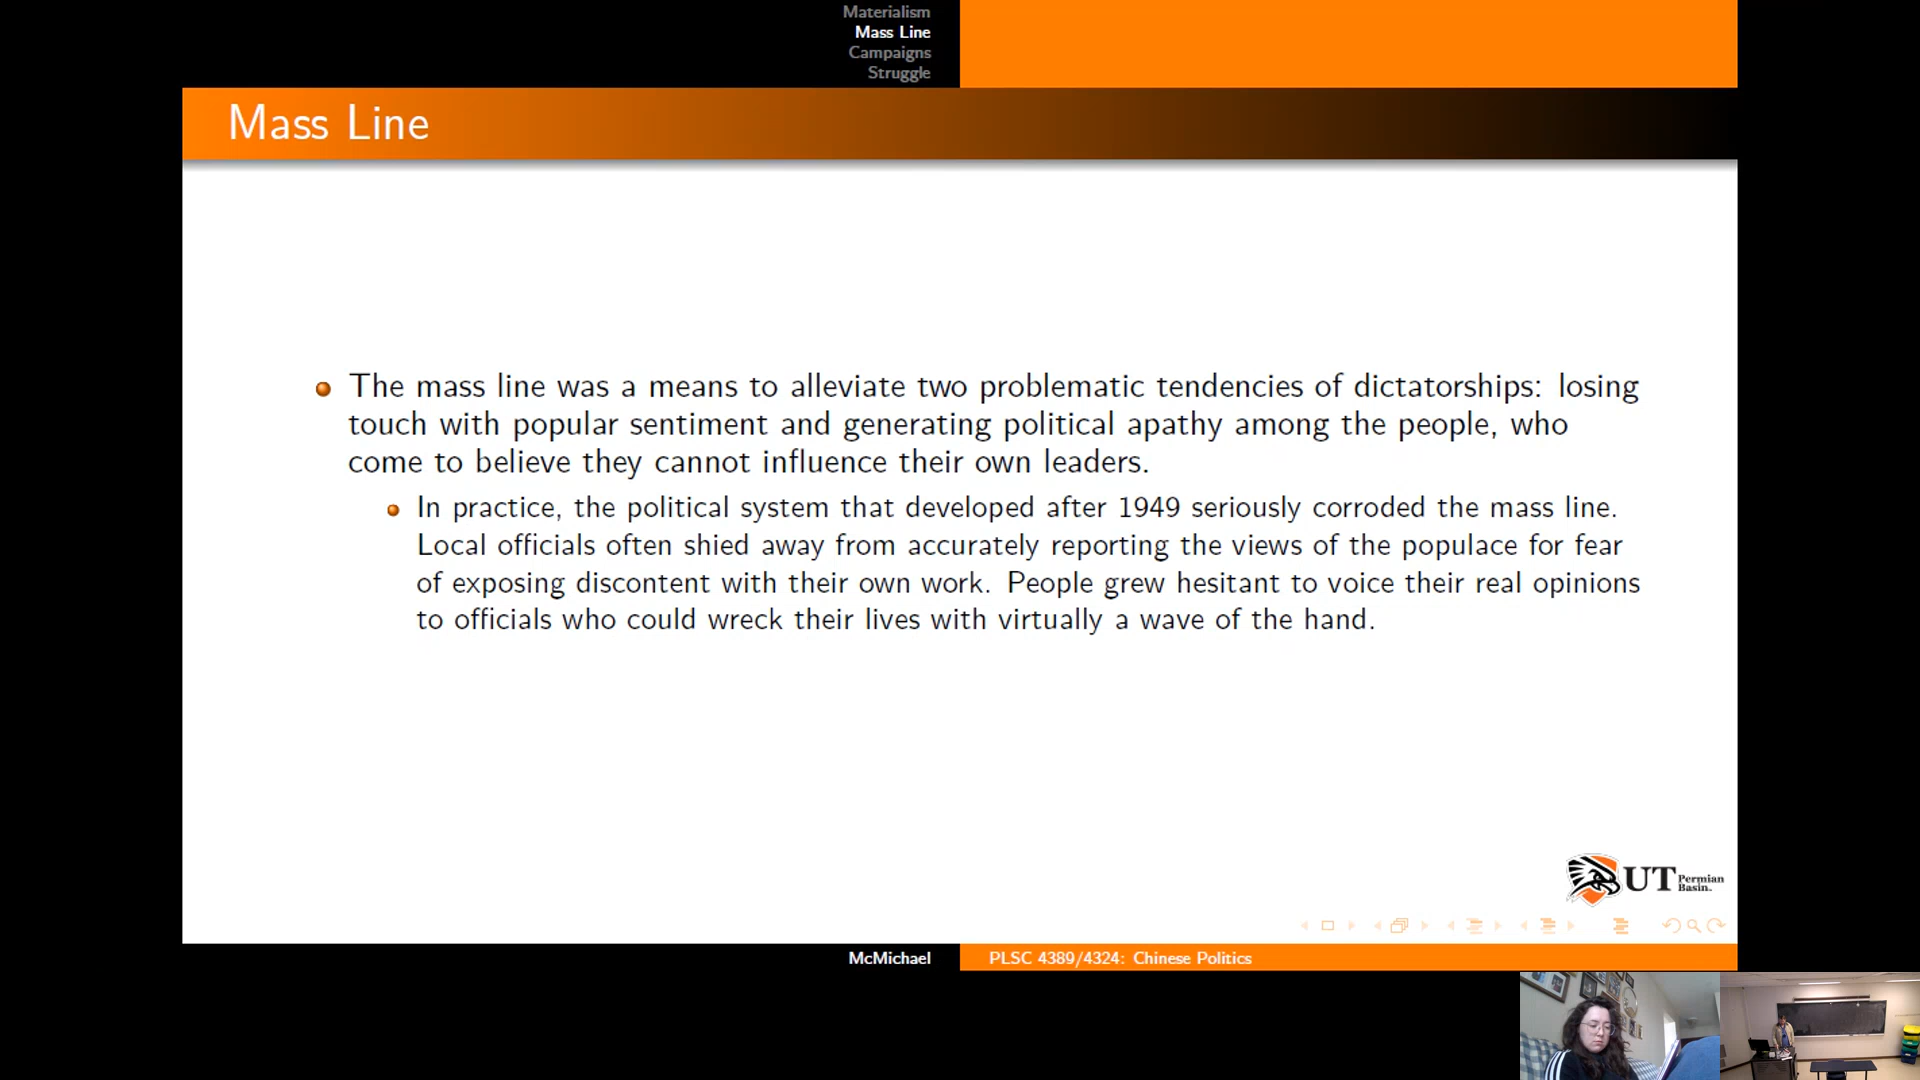 Materialism
Mass Line
Campaigns
Struggle
Mass Line
The mass line was a means to alleviate two problematic tendencies of dictatorships: losing
touch with popular sentiment and generating political apathy among the people, who
come to believe they cannot influence their own leaders.
In practice, the political system that developed after 1949 seriously corroded the mass line.
Local officials often shied away from accurately reporting the views of the populace for fear
of exposing discontent with their own work. People grew hesitant to voice their real opinions
to officials who could wreck their lives with virtually a wave of the hand.
UT Permian
Basin.
McMichael
PLSC 4389/4324: Chinese Politics